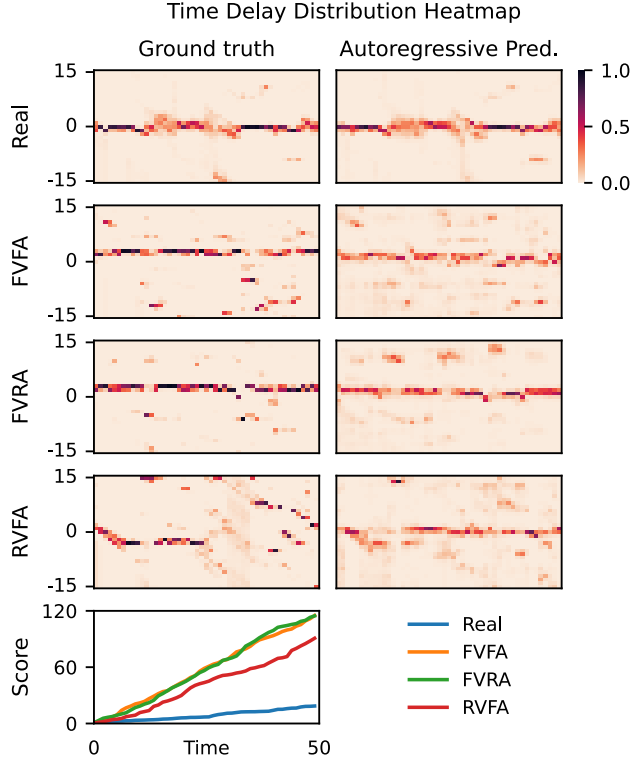 Time Delay Distribution Heatmap
Ground truth
Autoregressive Pred.
Real
15
0
-15
1.0
0.5
0.0
FVFA
15
0
-15
FVRA
15
0
-15
RVFA
15
0
-15
Score
120
60
0
0
Time
50
Real
FVFA
FVRA
RVFA